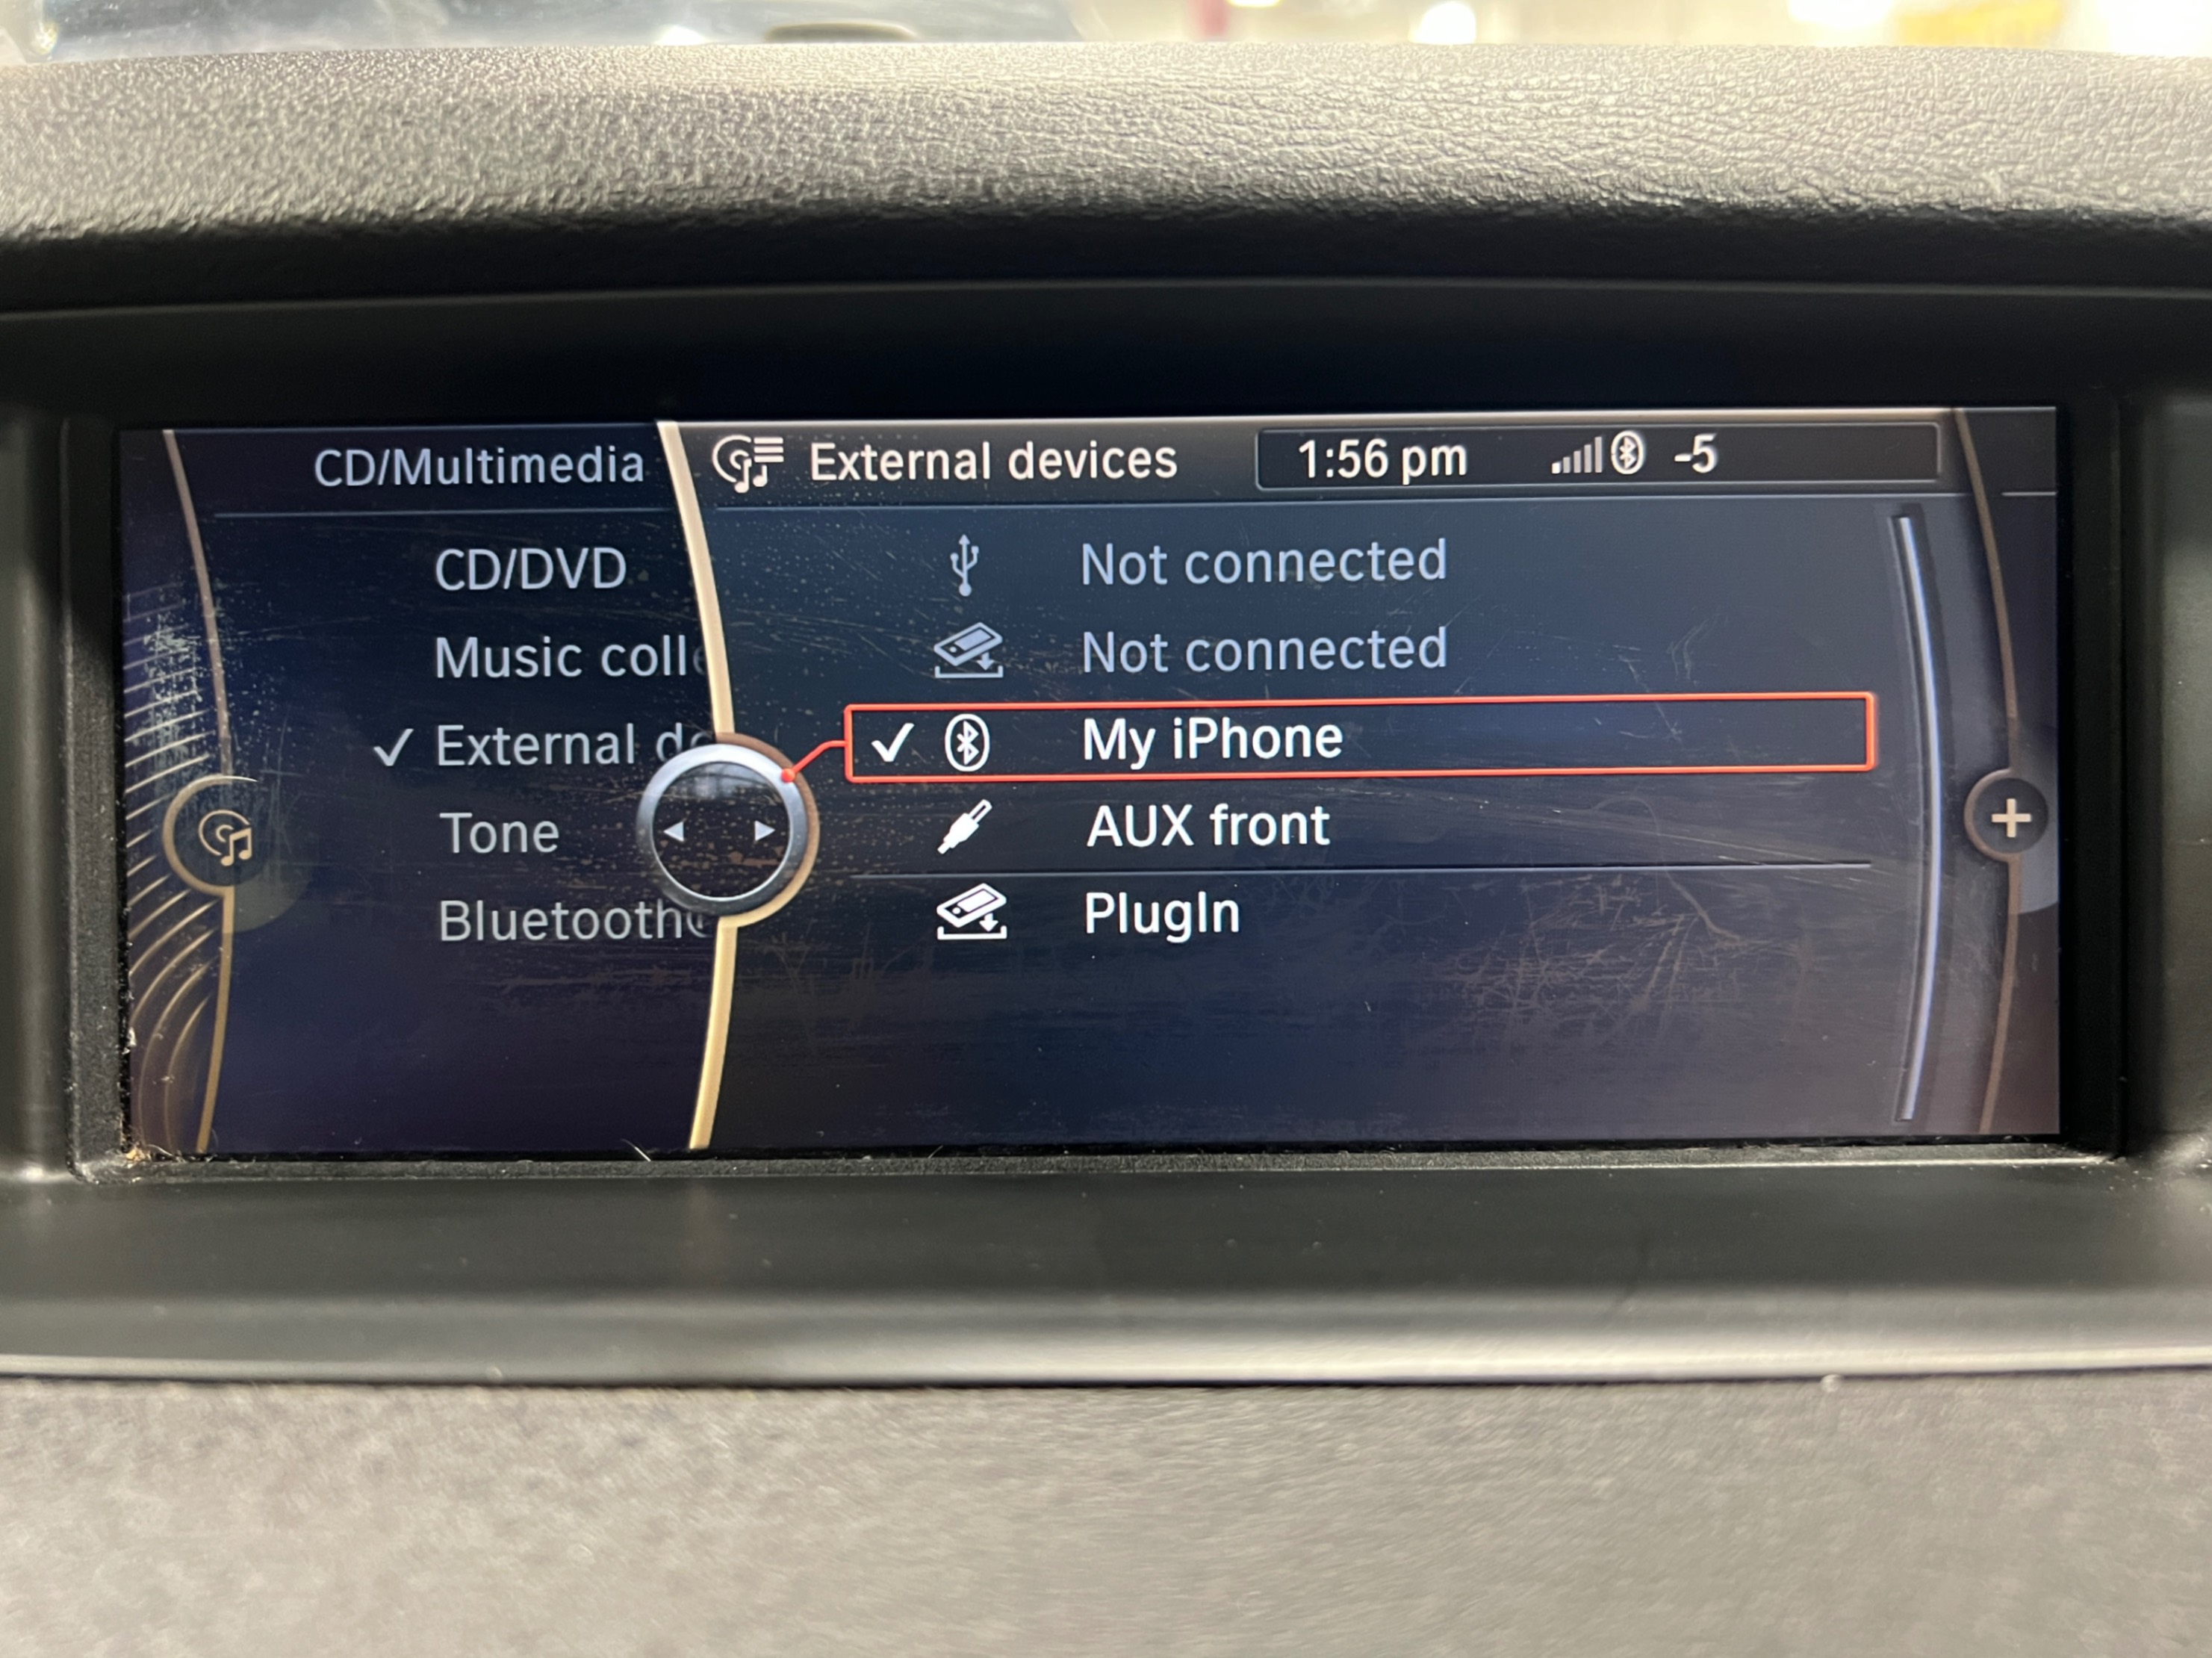 CD/Multimedia
External devices
1:56 pm
-5
CD/DVD
Music coll
External d
Tone
Bluetooth
Not connected
Not connected
My iPhone
AUX front
PlugIn